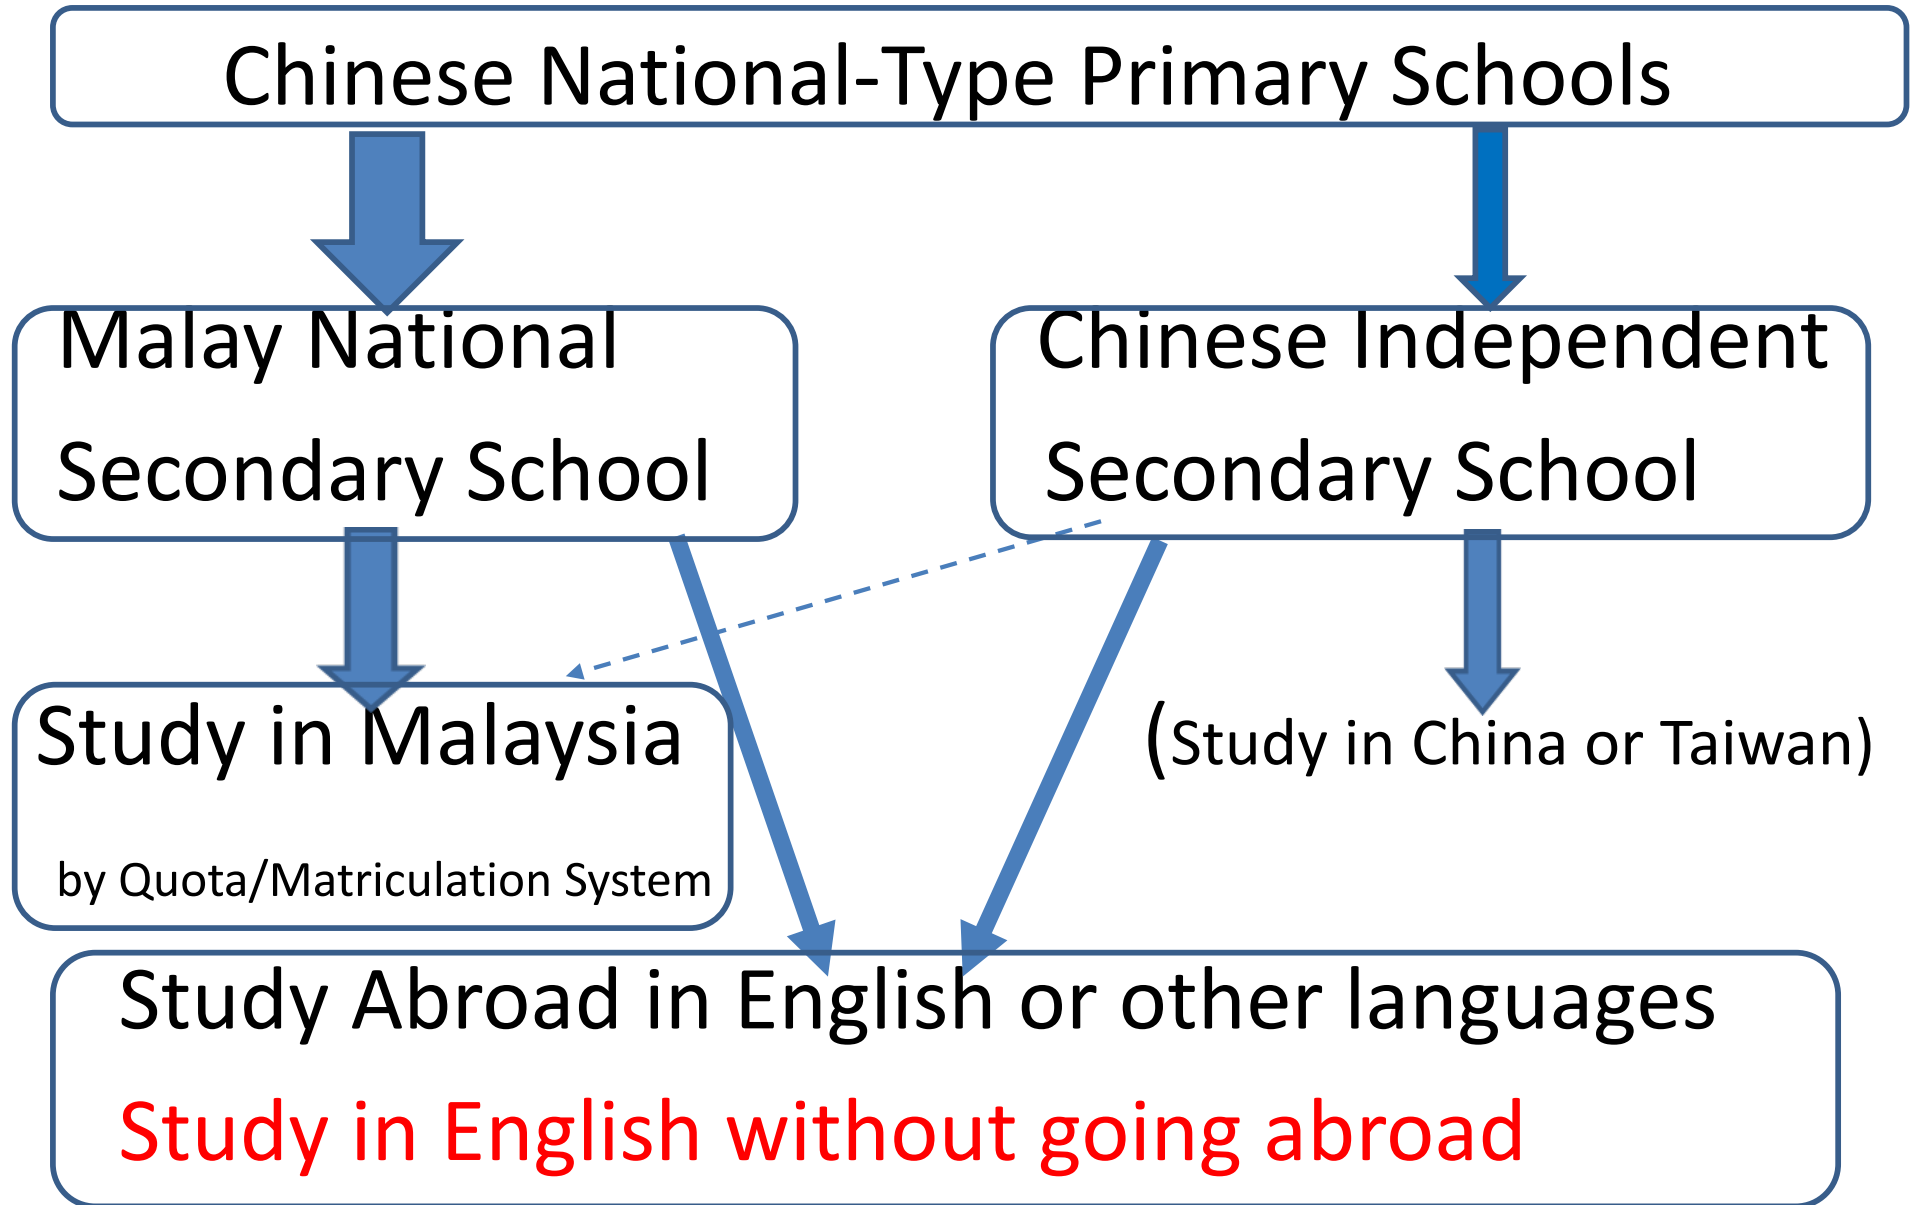 Chinese National-Type Primary Schools
Malay National
Secondary School
Chinese Independent
Secondary School
Study in Malaysia
by Quota/Matriculation System
(Study in China or Taiwan)
Study Abroad in English or other languages
Study in English without going abroad